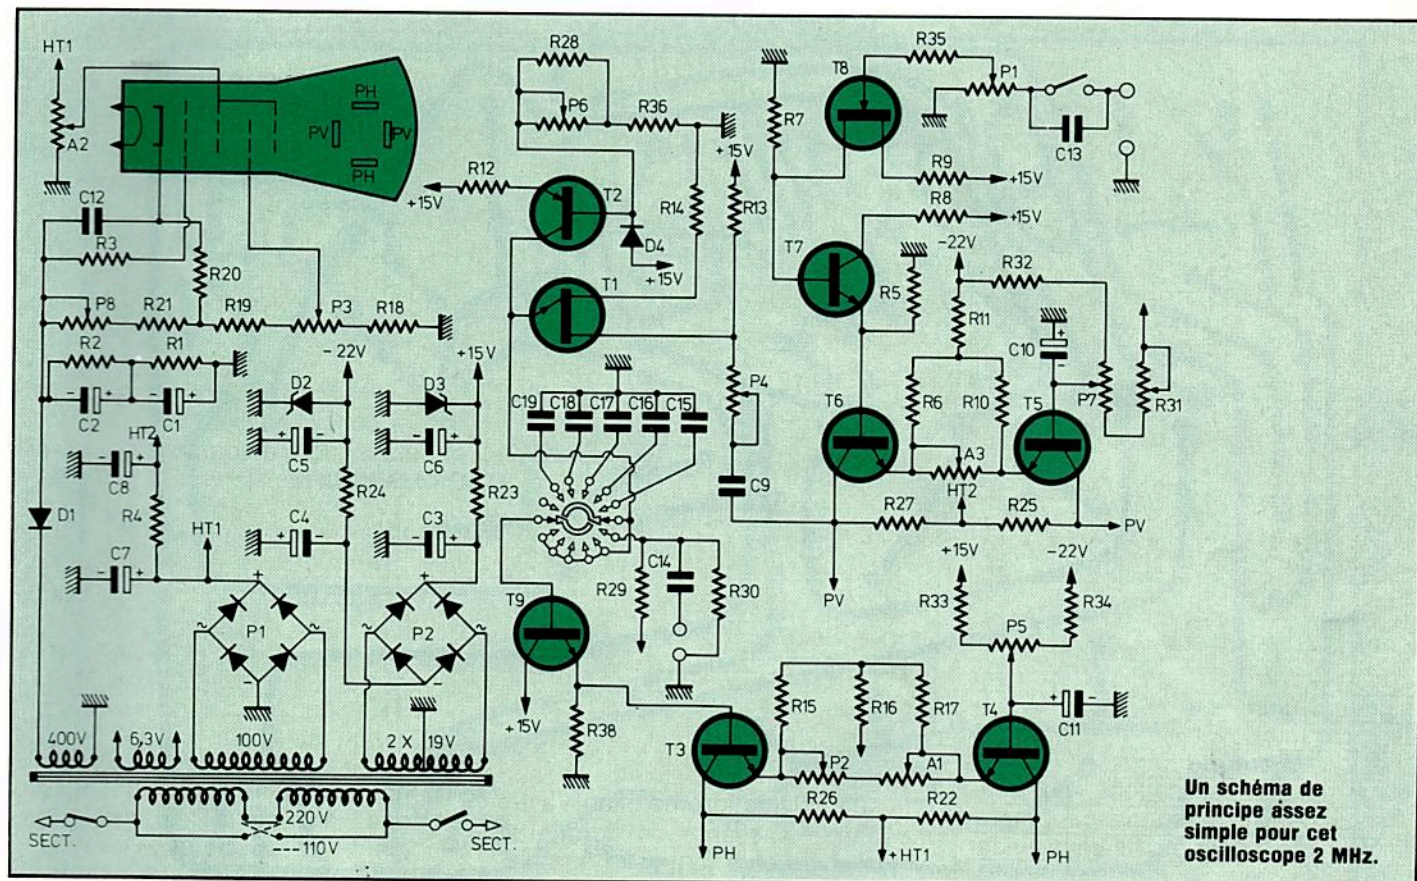 HT1
A2
PH
PV
PV
PH
R28
P6
R36
+15V
R12
+15V
T2
R14
R13
D4
+15V
T1
R35
T8
P1
R7
C13
R9
+15V
R8
+15V
T7
R5
-22V
R32
R11
C10
C12
R3
R20
P8
R21
R19
P3
R18
R2
R1
C2
C1
HT2
-22V
+15V
D2
D3
C8
C5
C6
R4
R24
R23
D1
C7
HT1
C4
C3
P1
P2
400V
6,3V
100V
2 X 19V
220V
---110V
SECT.
SECT.
C19
C18
C17
C16
C15
P4
C9
C14
R29
R30
T9
+15V
R38
T6
R6
R10
T5
P7
R31
A3
HT2
R27
R25
PV
PV
+15V
-22V
R33
R34
P5
R15
R16
R17
T3
P2
A1
T4
C11
R26
R22
PH
+HT1
PH
Un schéma de
principe assez
simple pour cet
oscilloscope 2 MHz.